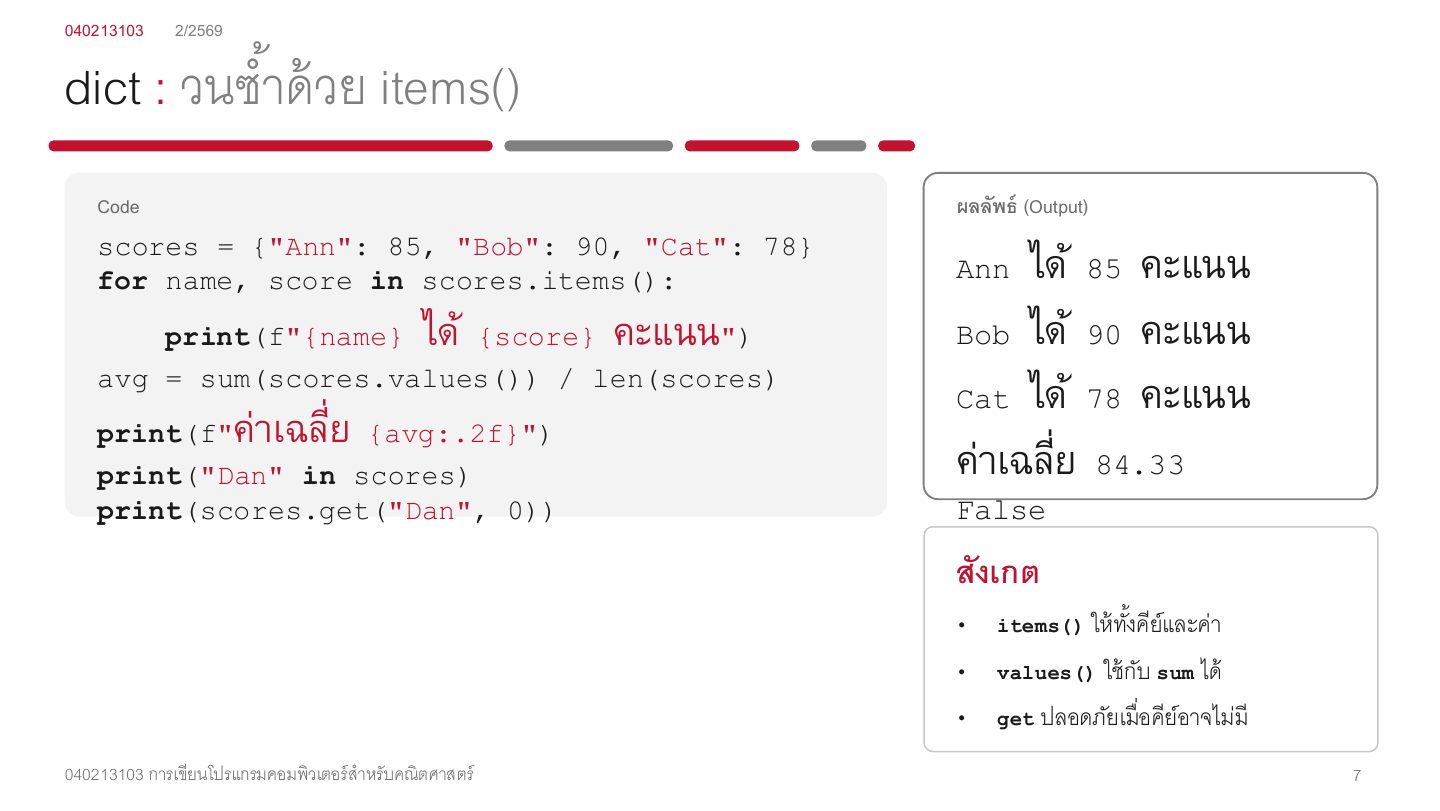 040213103 2/2569
dict : วนซ้ำด้วย items()
Code
scores = {"Ann": 85, "Bob": 90, "Cat": 78}
for name, score in scores.items():
    print(f"{name} ได้ {score} คะแนน")
avg = sum(scores.values()) / len(scores)
print(f"ค่าเฉลี่ย {avg:.2f}")
print("Dan" in scores)
print(scores.get("Dan", 0))
ผลลัพธ์ (Output)
Ann ได้ 85 คะแนน
Bob ได้ 90 คะแนน
Cat ได้ 78 คะแนน
ค่าเฉลี่ย 84.33
False
สังเกต
• items() ให้ทั้งคีย์และค่า
• values() ใช้กับ sum ได้
• get ปลอดภัยเมื่อคีย์อาจไม่มี
040213103 การเขียนโปรแกรมคอมพิวเตอร์สำหรับคณิตศาสตร์ 7